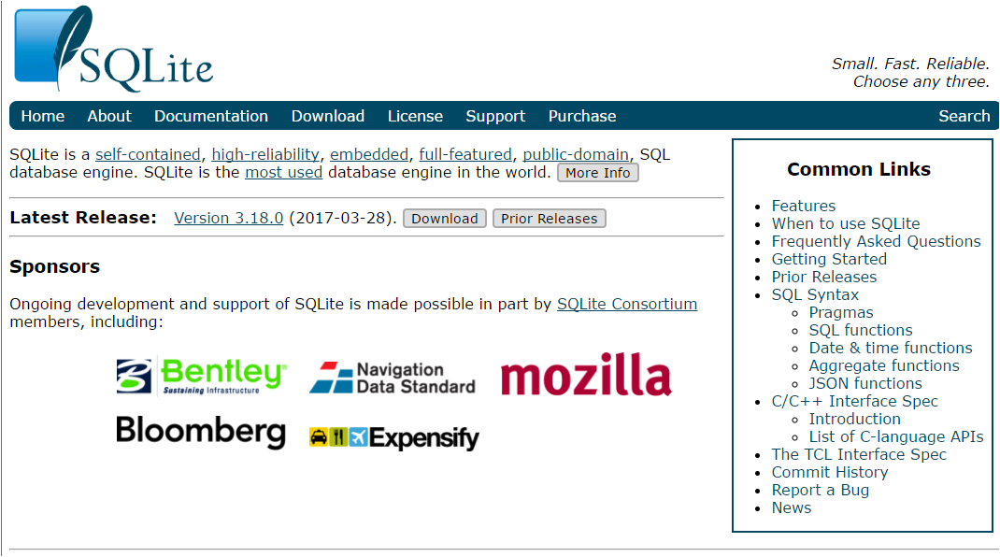 SQLite
Small. Fast. Reliable.
Choose any three.
Home About Documentation Download License Support Purchase Search
SQLite is a self-contained, high-reliability, embedded, full-featured, public-domain, SQL
database engine. SQLite is the most used database engine in the world. More Info
Latest Release: Version 3.18.0 (2017-03-28). Download Prior Releases
Sponsors
Ongoing development and support of SQLite is made possible in part by SQLite Consortium
members, including:
Bentley®
Sustaining Infrastructure
Navigation
Data Standard
mozilla
Bloomberg
Expensify
Common Links
• Features
• When to use SQLite
• Frequently Asked Questions
• Getting Started
• Prior Releases
• SQL Syntax
◦ Pragmas
◦ SQL functions
◦ Date & time functions
◦ Aggregate functions
◦ JSON functions
• C/C++ Interface Spec
◦ Introduction
◦ List of C-language APIs
• The TCL Interface Spec
• Commit History
• Report a Bug
• News